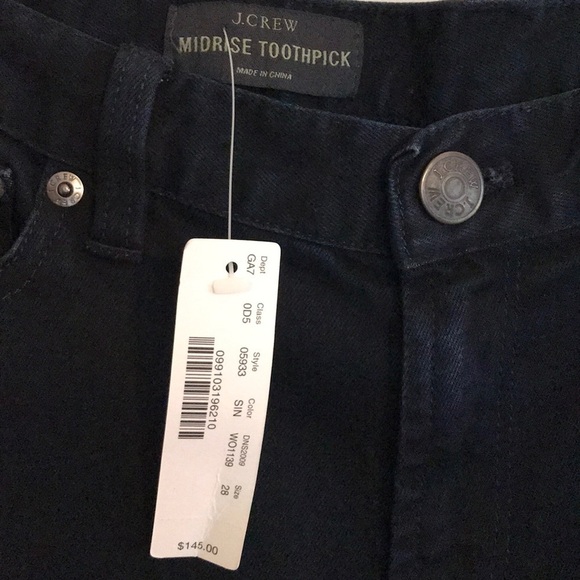 J.CREW
MIDRISE TOOTHPICK
MADE IN CHINA
J.CREW J.CREW
Dept Class Style Color DNS2009 Size
GA7 0D5 05933 SIN WO1139 28
099103196210
$145.00